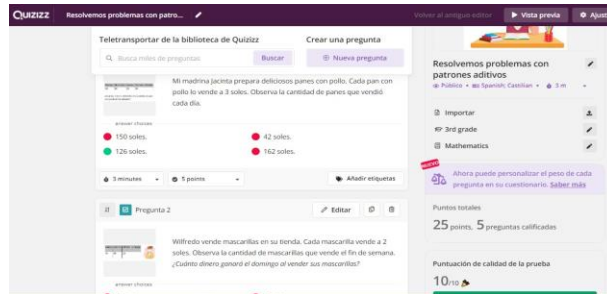 QUIZIZZ
Resolvemos problemas con patro...
Volver al antiguo editor
Vista previa
Ajust
Teletransportar de la biblioteca de Quizizz
Crear una pregunta
Busca miles de preguntas
Buscar
Nueva pregunta
Mi madrina Jacinta prepara deliciosos panes con pollo. Cada pan con
pollo lo vende a 3 soles. Observa la cantidad de panes que vendió
cada día.
answer choices
150 soles.
42 soles.
126 soles.
162 soles.
3 minutes
5 points
Añadir etiquetas
Pregunta 2
Editar
Wilfredo vende mascarillas en su tienda. Cada mascarilla vende a 2
soles. Observa la cantidad de mascarillas que vende el fin de semana.
¿Cuánto dinero ganará el domingo al vender sus mascarillas?
answer choices
Resolvemos problemas con
patrones aditivos
Público • Spanish; Castilian • 3 m
Importar
3rd grade
Mathematics
NUEVO
Ahora puede personalizar el peso de cada
pregunta en su cuestionario. Saber
más
Puntos totales
25 points, 5 preguntas calificadas
Puntuación de calidad de la prueba
10/10